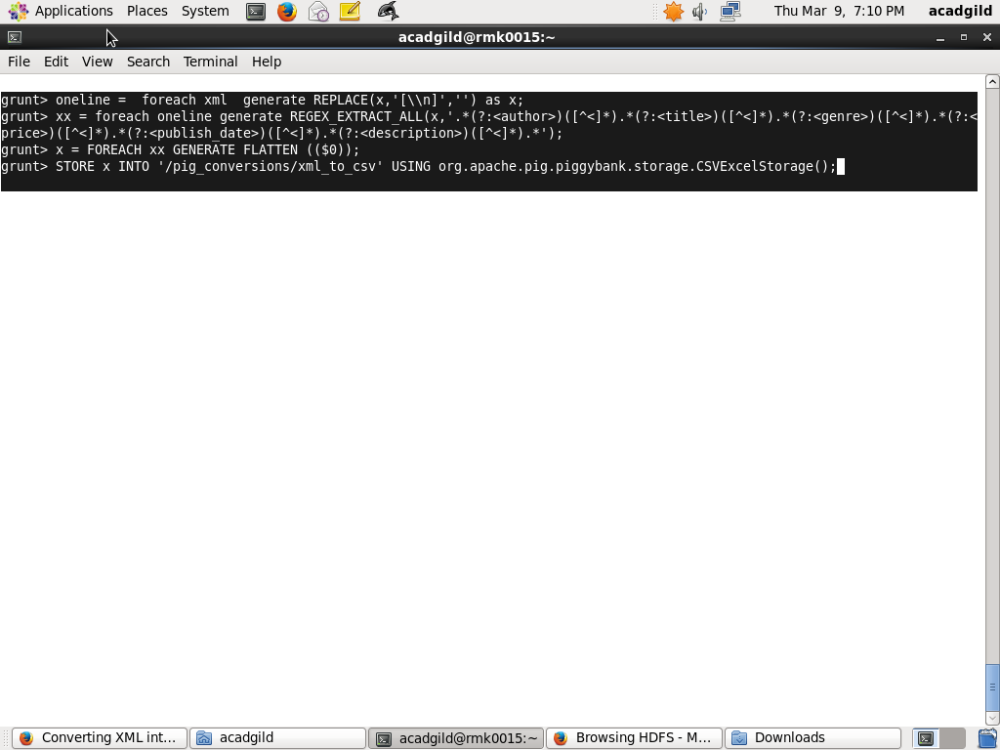 Applications Places System Thu Mar 9, 7:10 PM acadgild
acadgild@rmk0015:~
File Edit View Search Terminal Help
grunt> oneline =  foreach xml  generate REPLACE(x,'[\\n]','') as x;
grunt> xx = foreach oneline generate REGEX_EXTRACT_ALL(x,'.*(?:<author>)([^<]*).*(?:<title>)([^<]*).*(?:<genre>)([^<]*).*(?:<
price>)([^<]*).*(?:<publish_date>)([^<]*).*(?:<description>)([^<]*).*');
grunt> x = FOREACH xx GENERATE FLATTEN (($0));
grunt> STORE x INTO '/pig_conversions/xml_to_csv' USING org.apache.pig.piggybank.storage.CSVExcelStorage();
Converting XML int... acadgild acadgild@rmk0015:~ Browsing HDFS - M... Downloads